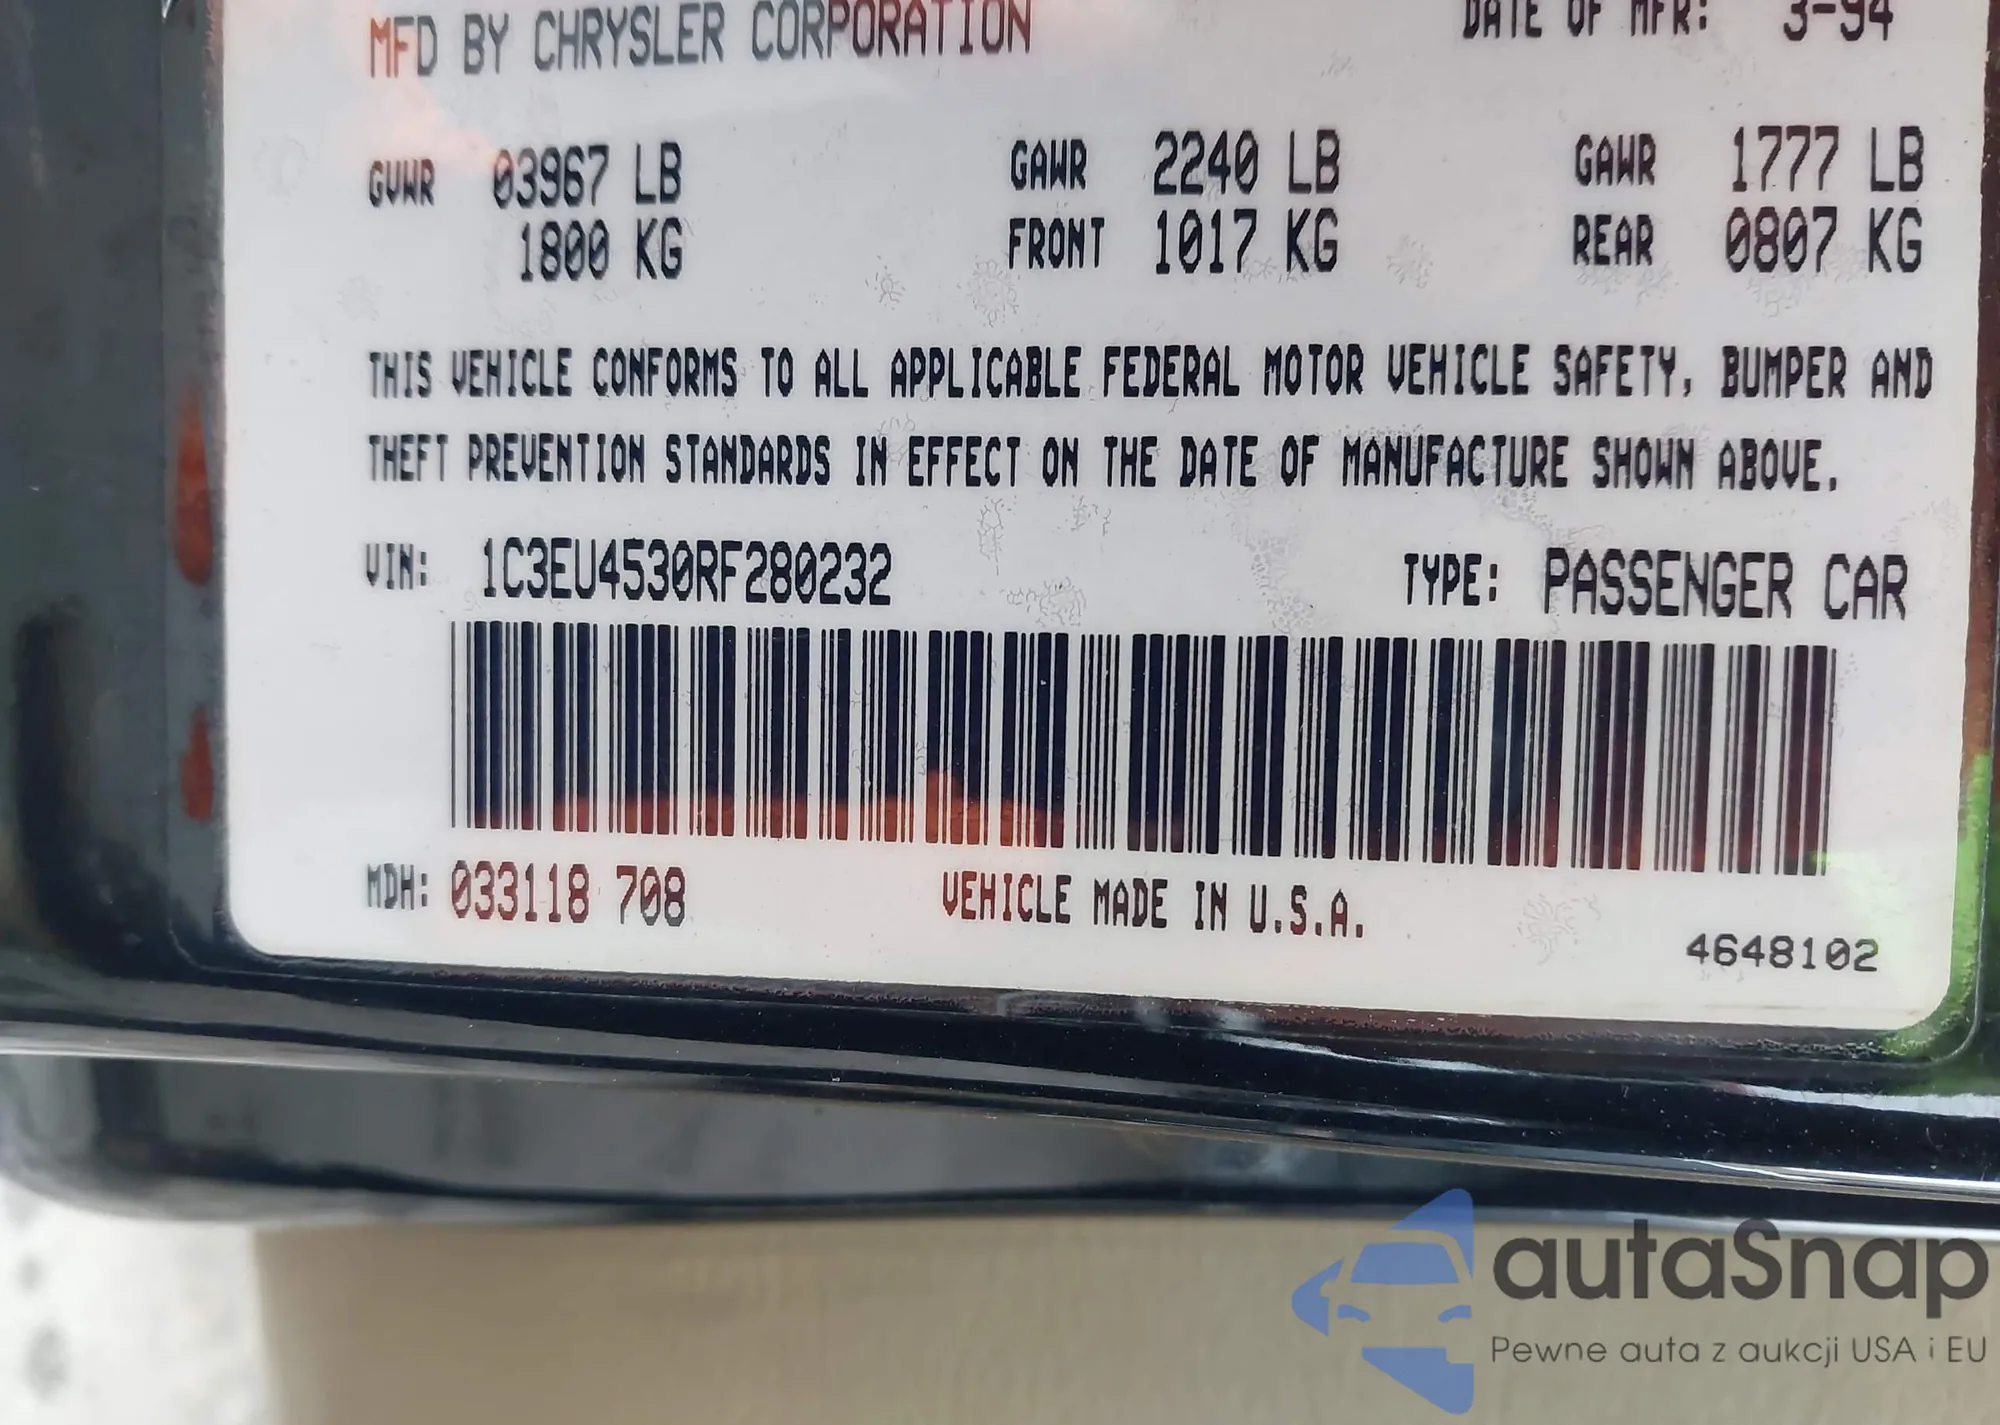 MFD BY CHRYSLER CORPORATION DATE OF MFR: 3-94
GVWR 03967 LB GAWR 2240 LB GAWR 1777 LB
1800 KG FRONT 1017 KG REAR 0807 KG
THIS VEHICLE CONFORMS TO ALL APPLICABLE FEDERAL MOTOR VEHICLE SAFETY, BUMPER AND
THEFT PREVENTION STANDARDS IN EFFECT ON THE DATE OF MANUFACTURE SHOWN ABOVE.
VIN: 1C3EU4530RF280232 TYPE: PASSENGER CAR
MDH: 033118 708 VEHICLE MADE IN U.S.A.
4648102
autaSnap
Pewne auta z aukcji USA i EU